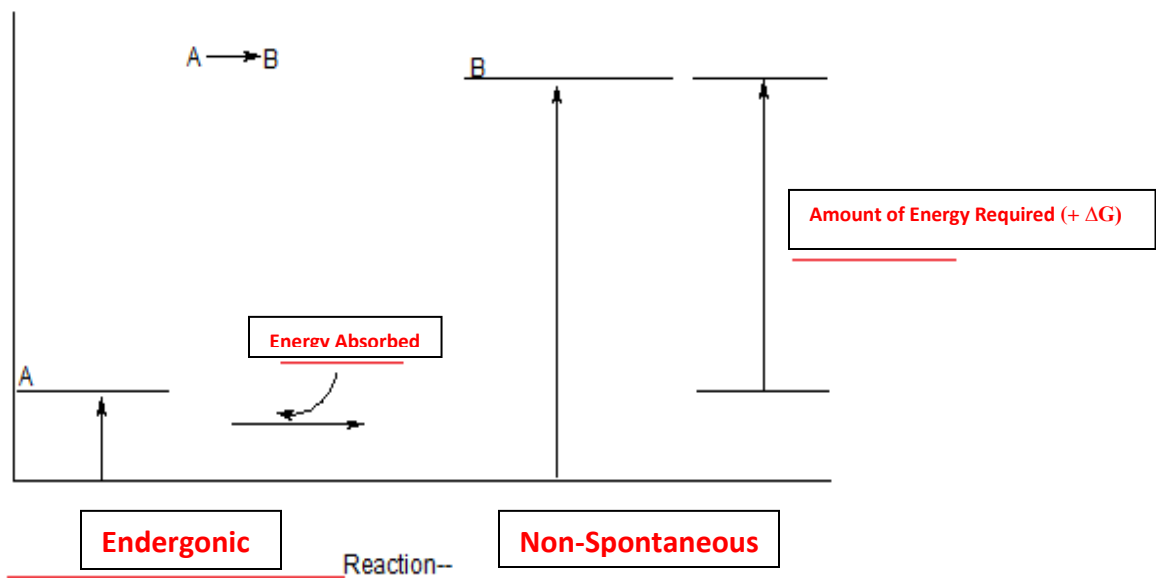 A → B
B
Amount of Energy Required (+ ΔG)
Energy Absorbed
A
Endergonic
Non-Spontaneous
Reaction--